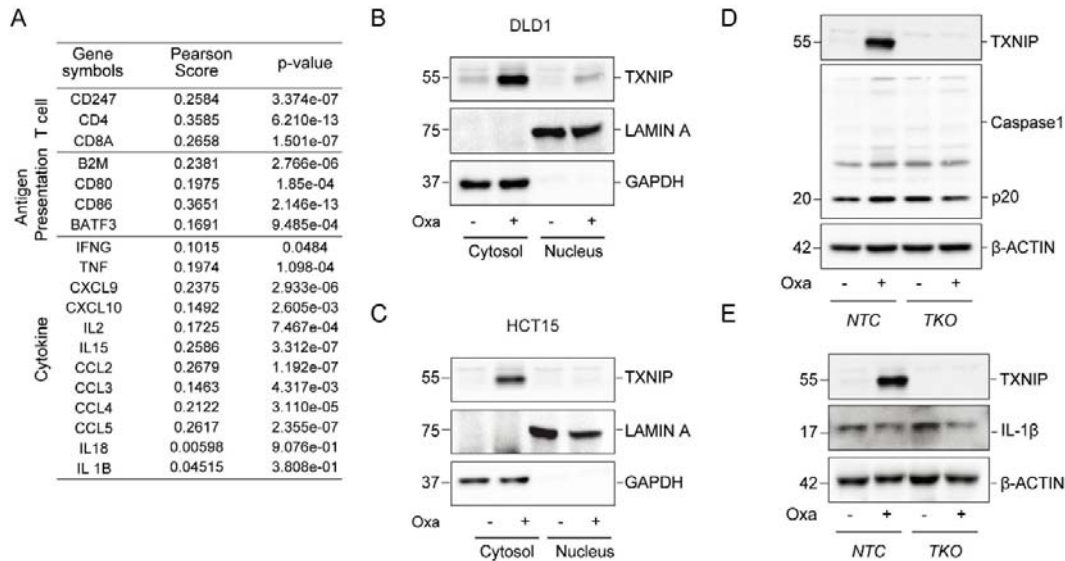 A
Gene symbols Pearson Score p-value
T cell
CD247 0.2584 3.374e-07
CD4 0.3585 6.210e-13
CD8A 0.2658 1.501e-07
Antigen Presentation
B2M 0.2381 2.766e-06
CD80 0.1975 1.85e-04
CD86 0.3651 2.146e-13
BATF3 0.1691 9.485e-04
Cytokine
IFNG 0.1015 0.0484
TNF 0.1974 1.098-04
CXCL9 0.2375 2.933e-06
CXCL10 0.1492 2.605e-03
IL2 0.1725 7.467e-04
IL15 0.2586 3.312e-07
CCL2 0.2679 1.192e-07
CCL3 0.1463 4.317e-03
CCL4 0.2122 3.110e-05
CCL5 0.2617 2.355e-07
IL18 0.00598 9.076e-01
IL 1B 0.04515 3.808e-01
B
DLD1
55 TXNIP
75 LAMIN A
37 GAPDH
Oxa - + - +
Cytosol Nucleus
C
HCT15
55 TXNIP
75 LAMIN A
37 GAPDH
Oxa - + - +
Cytosol Nucleus
D
55 TXNIP
Caspase1
20 p20
42 β-ACTIN
Oxa - + - +
NTC TKO
E
55 TXNIP
17 IL-1β
42 β-ACTIN
Oxa - + - +
NTC TKO